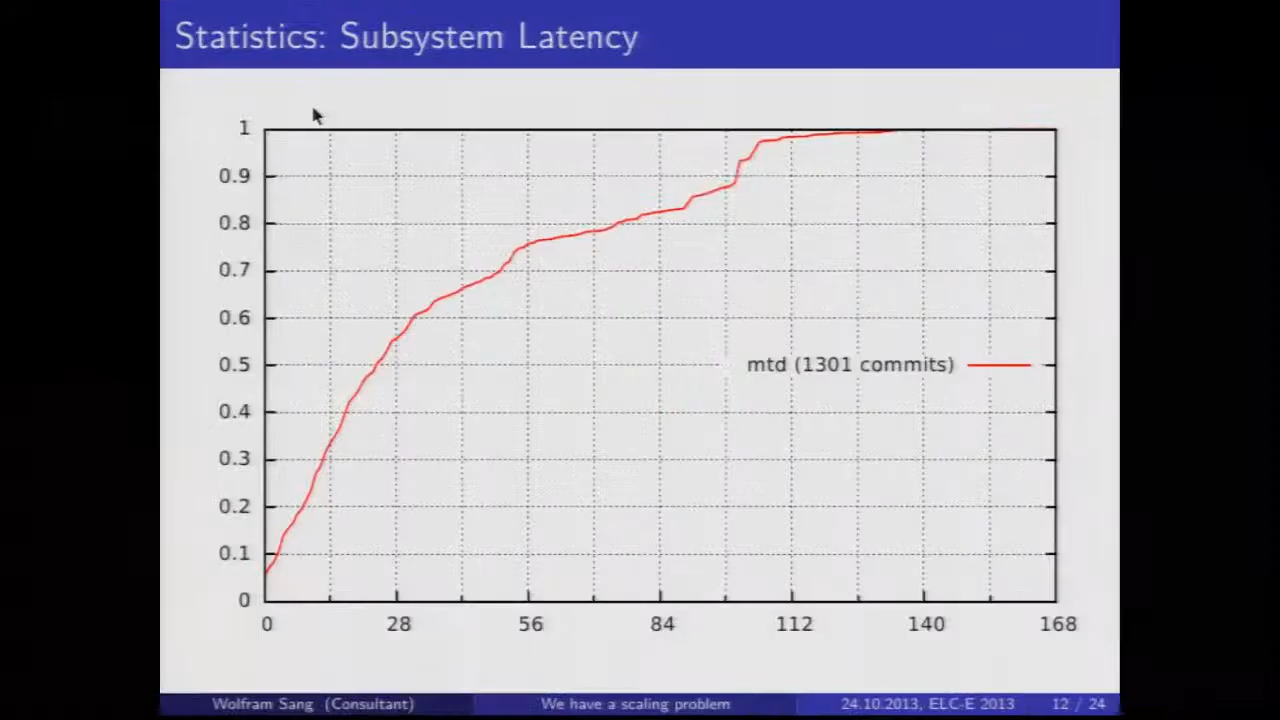 Statistics: Subsystem Latency
1
0.9
0.8
0.7
0.6
0.5
mtd (1301 commits)
0.4
0.3
0.2
0.1
0
0 28 56 84 112 140 168
Wolfram Sang (Consultant) We have a scaling problem 24.10.2013, ELC-E 2013 12 / 24